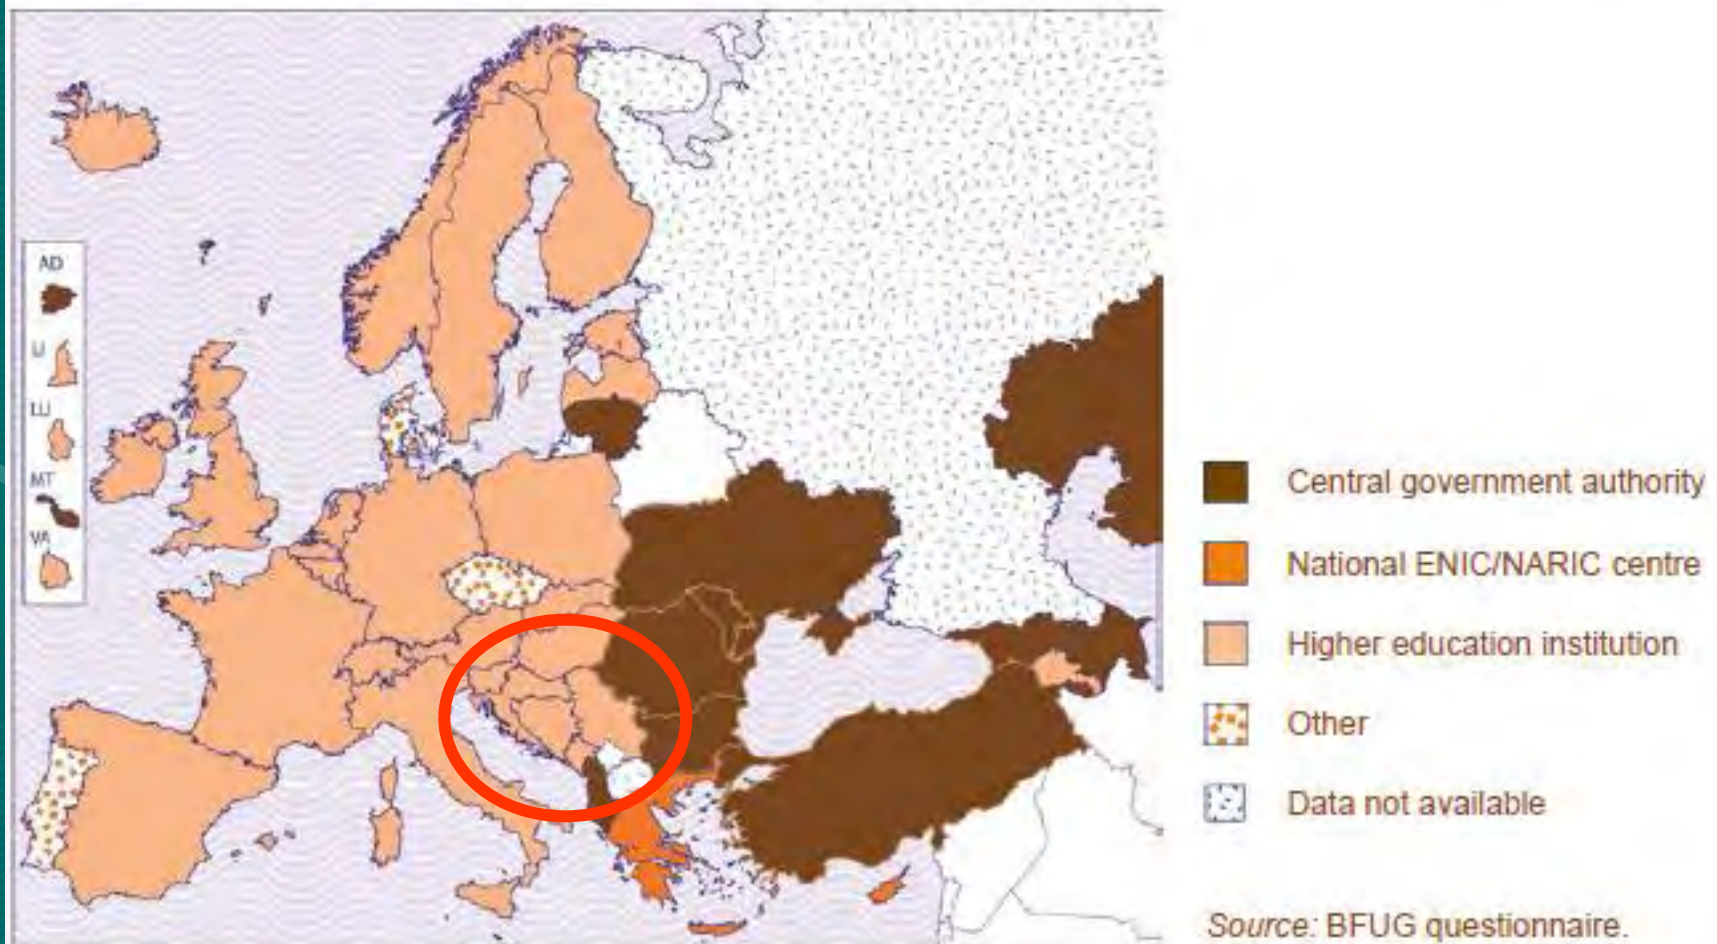 AD
LI
LU
MT
VA
Central government authority
National ENIC/NARIC centre
Higher education institution
Other
Data not available
Source: BFUG questionnaire.